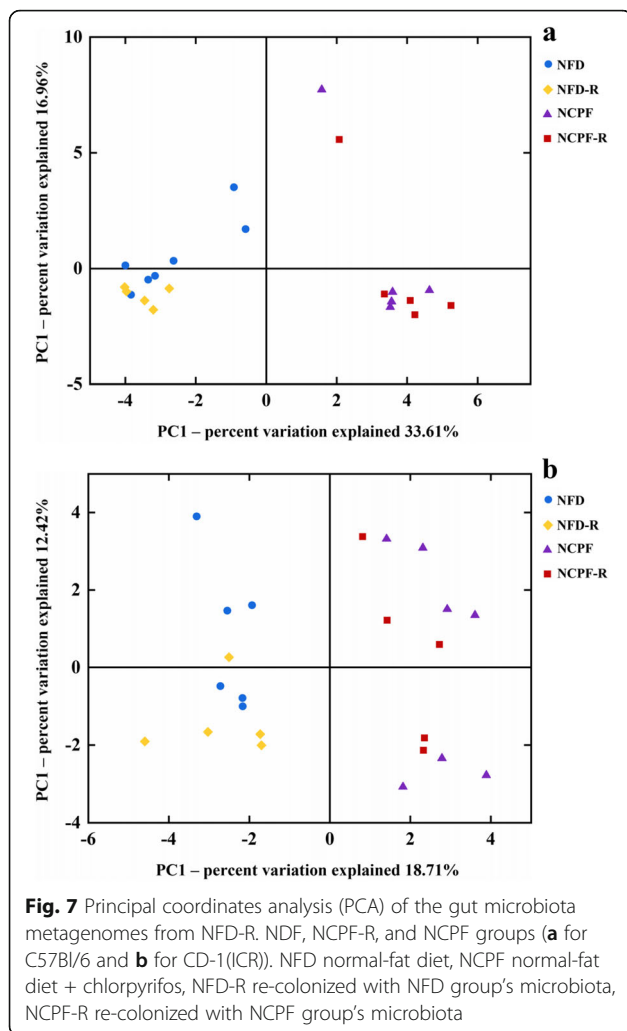 a
10
5
0
-5
-4
-2
0
2
4
6
PC1 – percent variation explained 16.96%
PC1 – percent variation explained 33.61%
NFD
NFD-R
NCPF
NCPF-R
b
4
2
0
-2
-4
-6
-4
-2
0
2
4
PC1 – percent variation explained 12.42%
PC1 – percent variation explained 18.71%
NFD
NFD-R
NCPF
NCPF-R
Fig. 7 Principal coordinates analysis (PCA) of the gut microbiota
metagenomes from NFD-R. NDF, NCPF-R, and NCPF groups (a for
C57Bl/6 and b for CD-1(ICR)). NFD normal-fat diet, NCPF normal-fat
diet + chlorpyrifos, NFD-R re-colonized with NFD group's microbiota,
NCPF-R re-colonized with NCPF group's microbiota